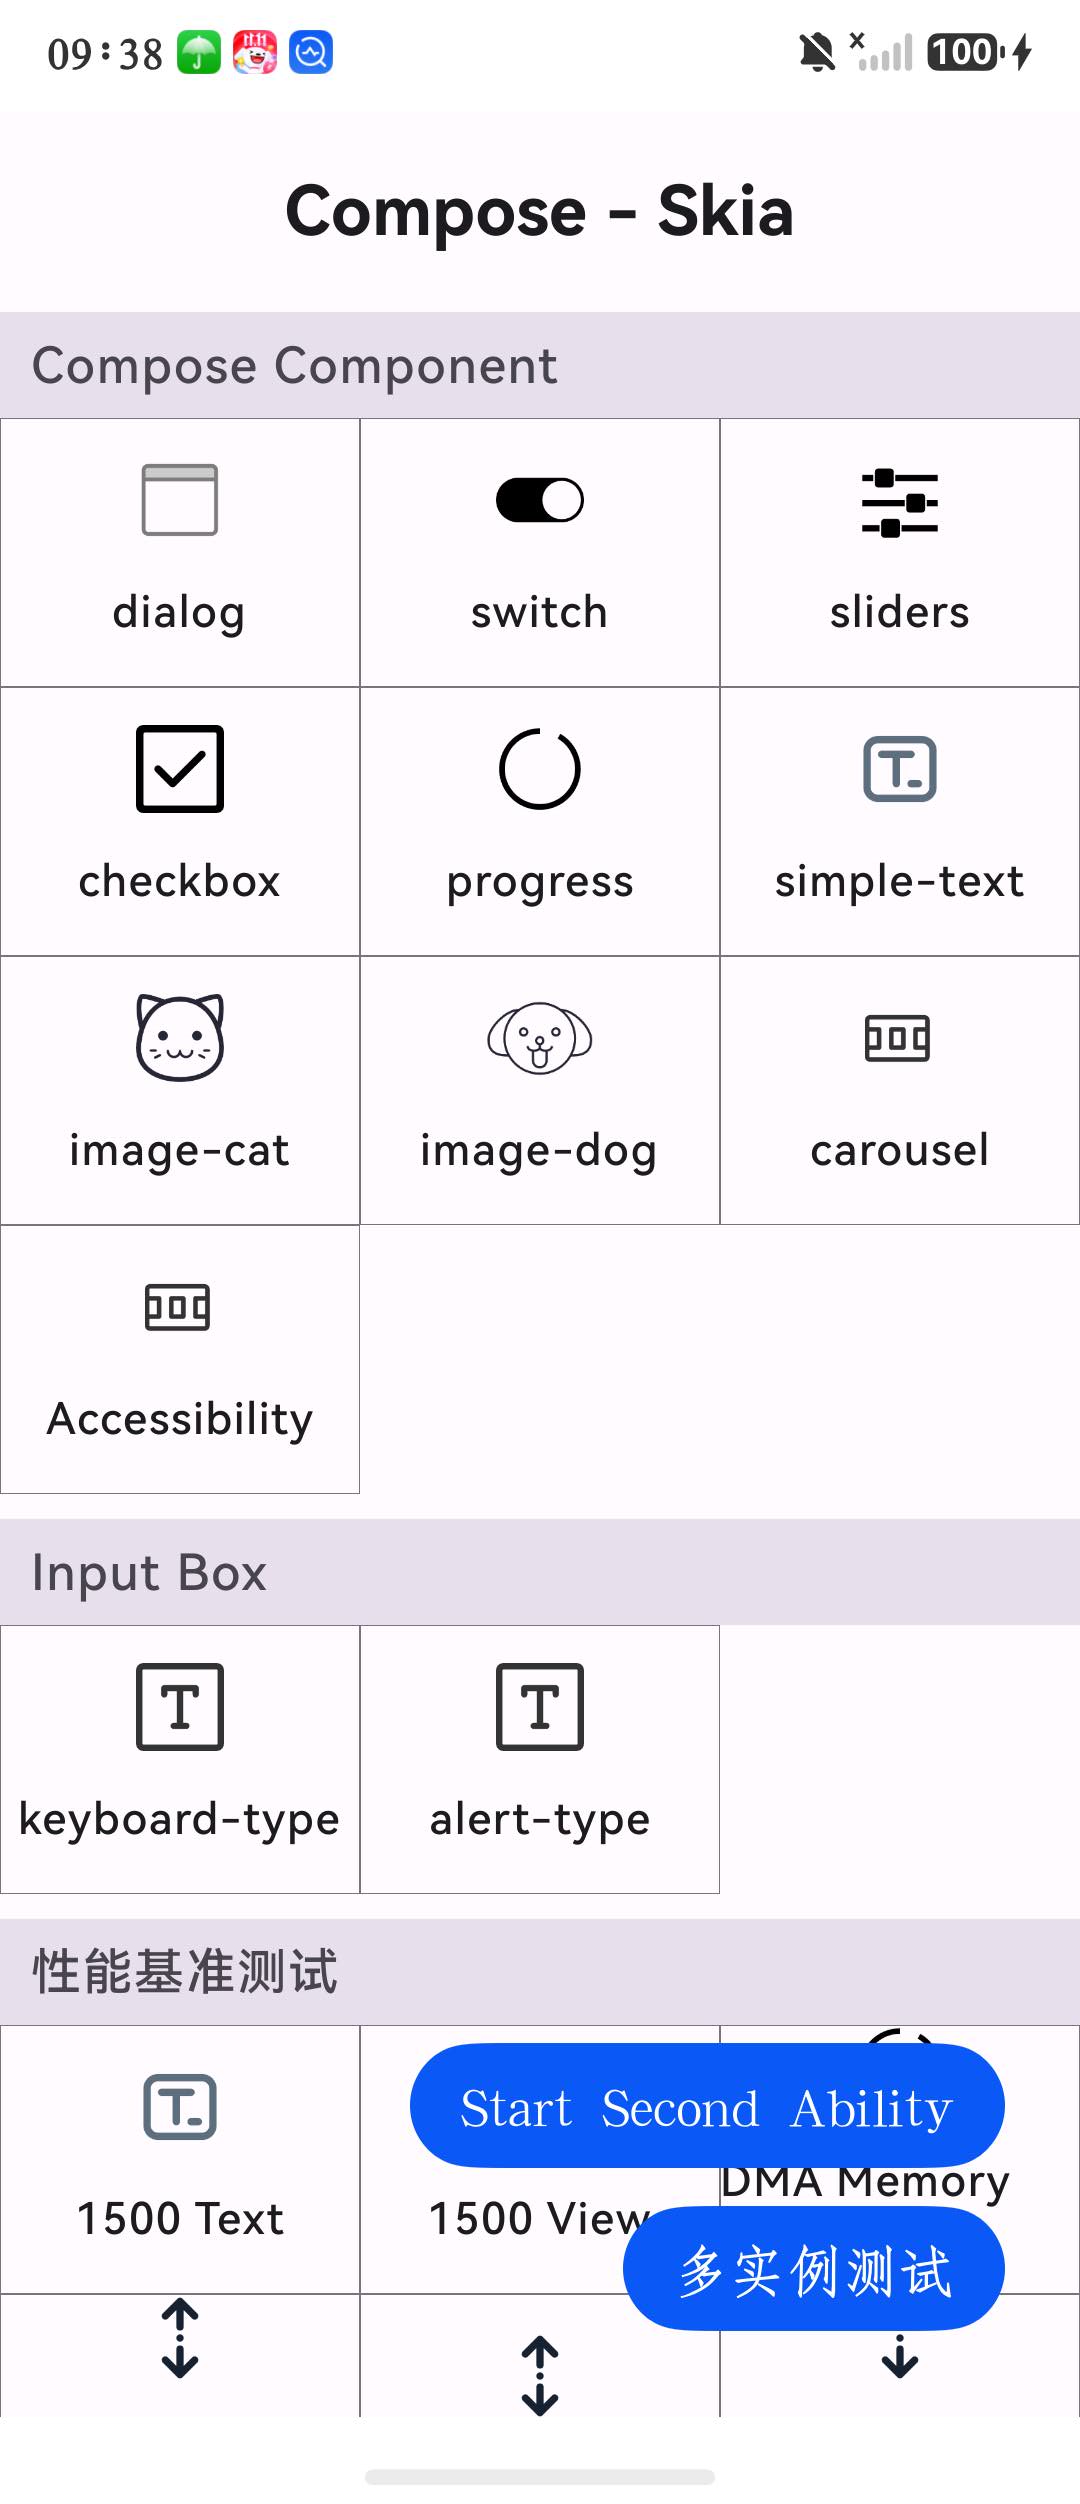 09:38
11.11
100
Compose - Skia
Compose Component
dialog
switch
sliders
checkbox
progress
simple-text
image-cat
image-dog
carousel
Accessibility
Input Box
keyboard-type
alert-type
性能基准测试
1500 Text
1500 View
DMA Memory
Start Second Ability
多实例测试